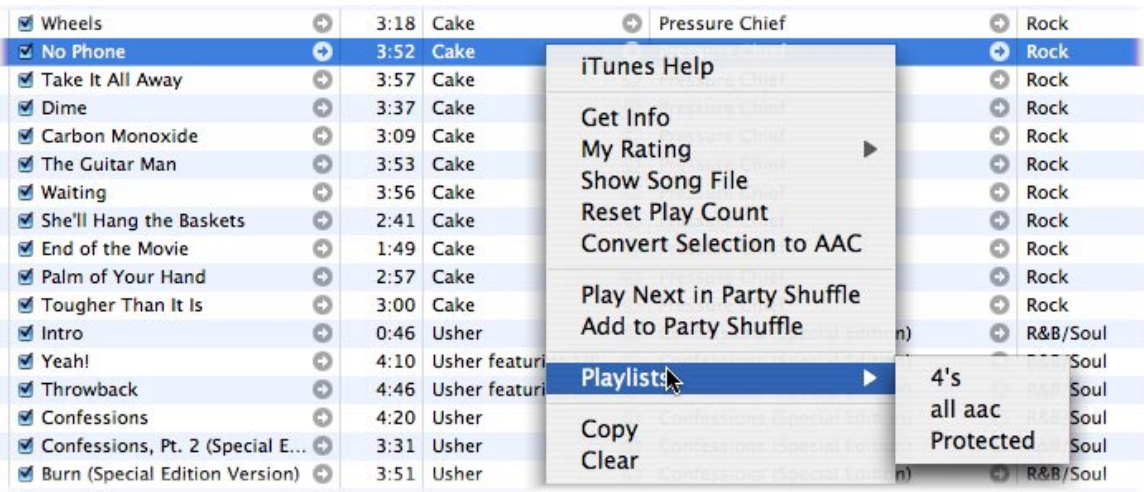 Wheels 3:18 Cake Pressure Chief Rock
No Phone 3:52 Cake Rock
Take It All Away 3:57 Cake Rock
Dime 3:37 Cake Rock
Carbon Monoxide 3:09 Cake Rock
The Guitar Man 3:53 Cake Rock
Waiting 3:56 Cake Rock
She'll Hang the Baskets 2:41 Cake Rock
End of the Movie 1:49 Cake Rock
Palm of Your Hand 2:57 Cake Rock
Tougher Than It Is 3:00 Cake Rock
Intro 0:46 Usher R&B/Soul
Yeah! 4:10 Usher featuri Soul
Throwback 4:46 Usher featuri Soul
Confessions 4:20 Usher Soul
Confessions, Pt. 2 (Special E... 3:31 Usher Soul
Burn (Special Edition Version) 3:51 Usher R&B/Soul
iTunes Help
Get Info
My Rating
Show Song File
Reset Play Count
Convert Selection to AAC
Play Next in Party Shuffle
Add to Party Shuffle
Playlists
Copy
Clear
4's
all aac
Protected